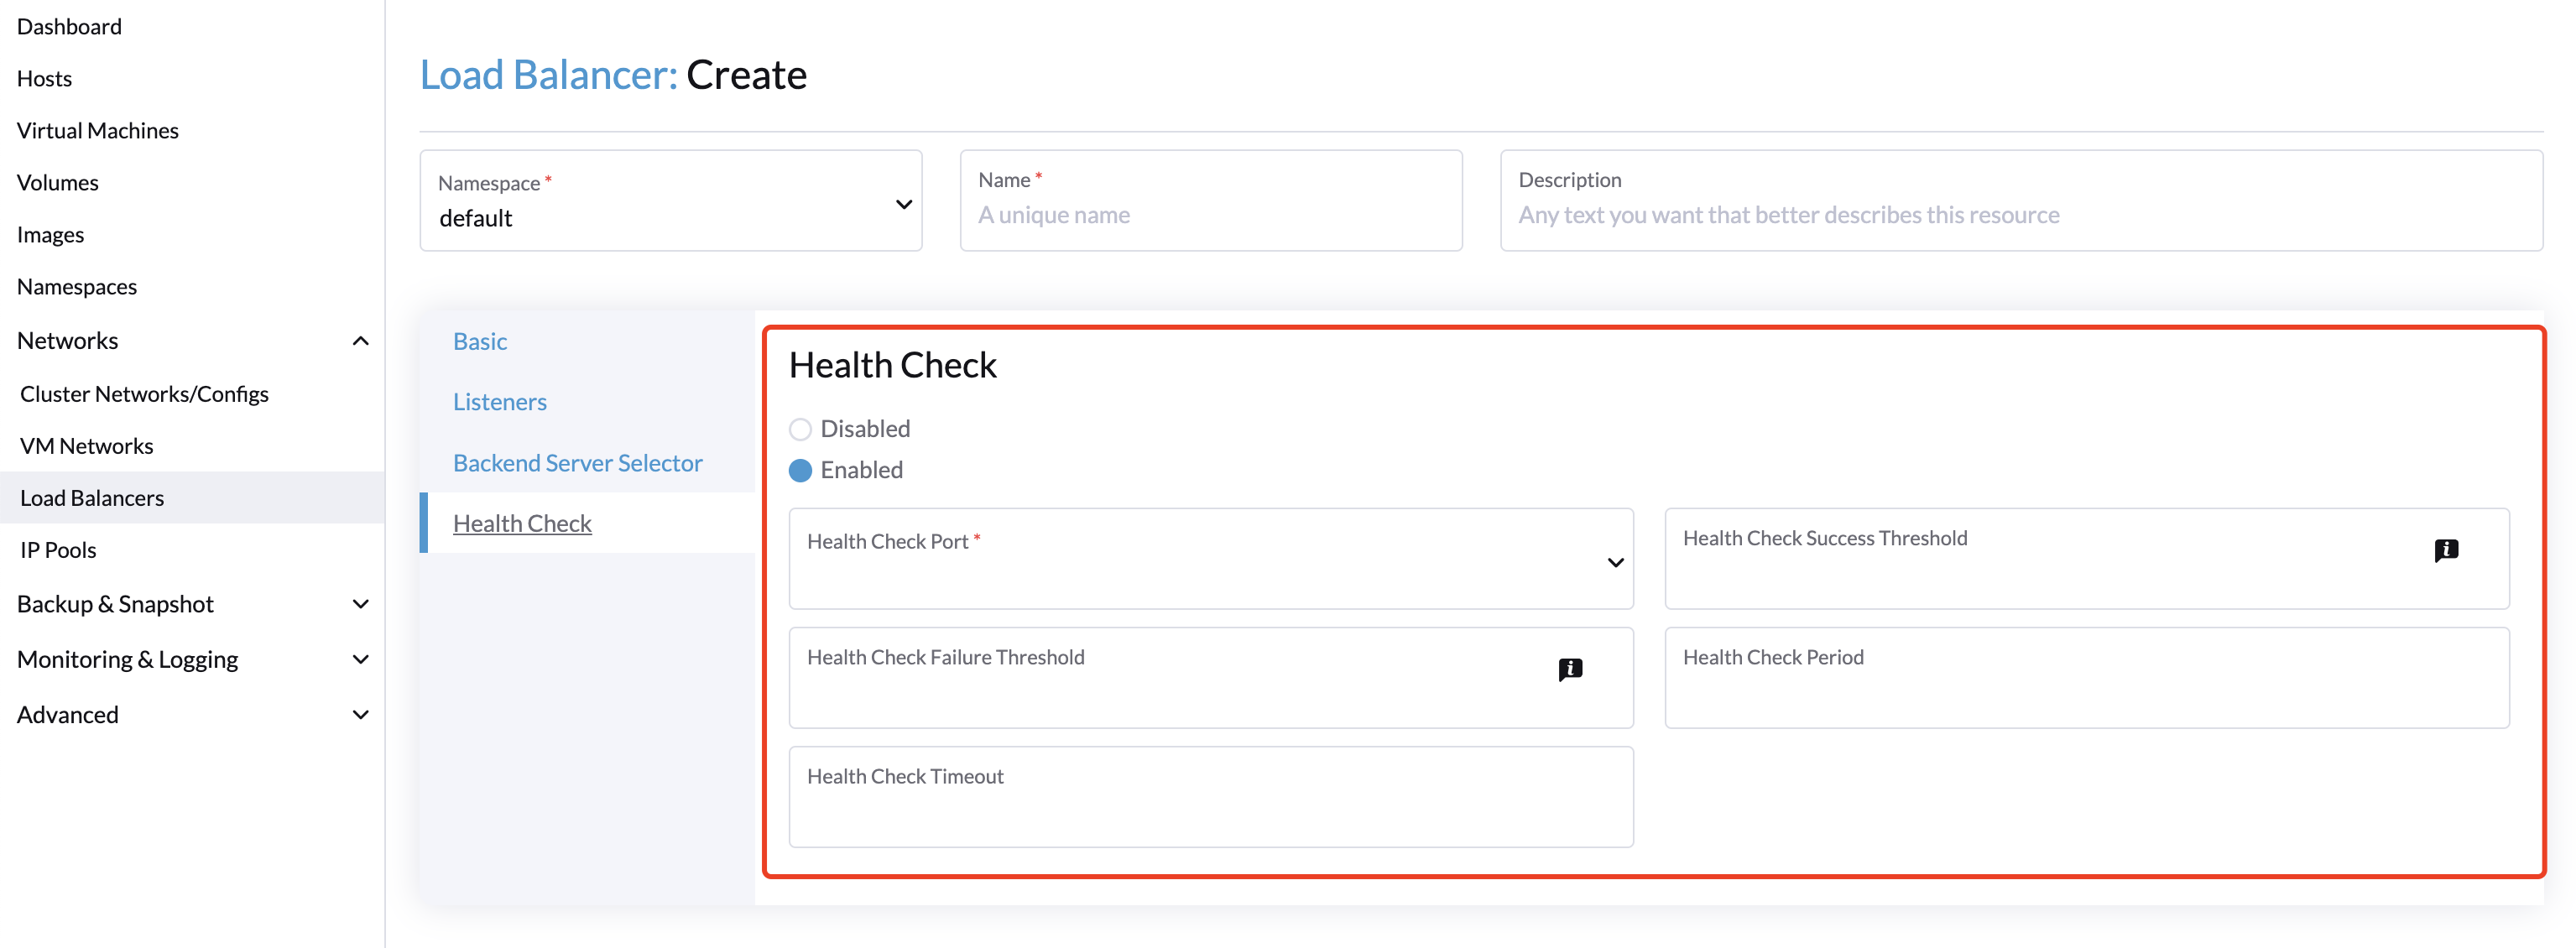 Dashboard
Hosts
Virtual Machines
Volumes
Images
Namespaces
Networks
Cluster Networks/Configs
VM Networks
Load Balancers
IP Pools
Backup & Snapshot
Monitoring & Logging
Advanced
Load Balancer: Create
Namespace *
default
Name *
A unique name
Description
Any text you want that better describes this resource
Basic
Listeners
Backend Server Selector
Health Check
Health Check
Disabled
Enabled
Health Check Port *
Health Check Success Threshold
Health Check Failure Threshold
Health Check Period
Health Check Timeout